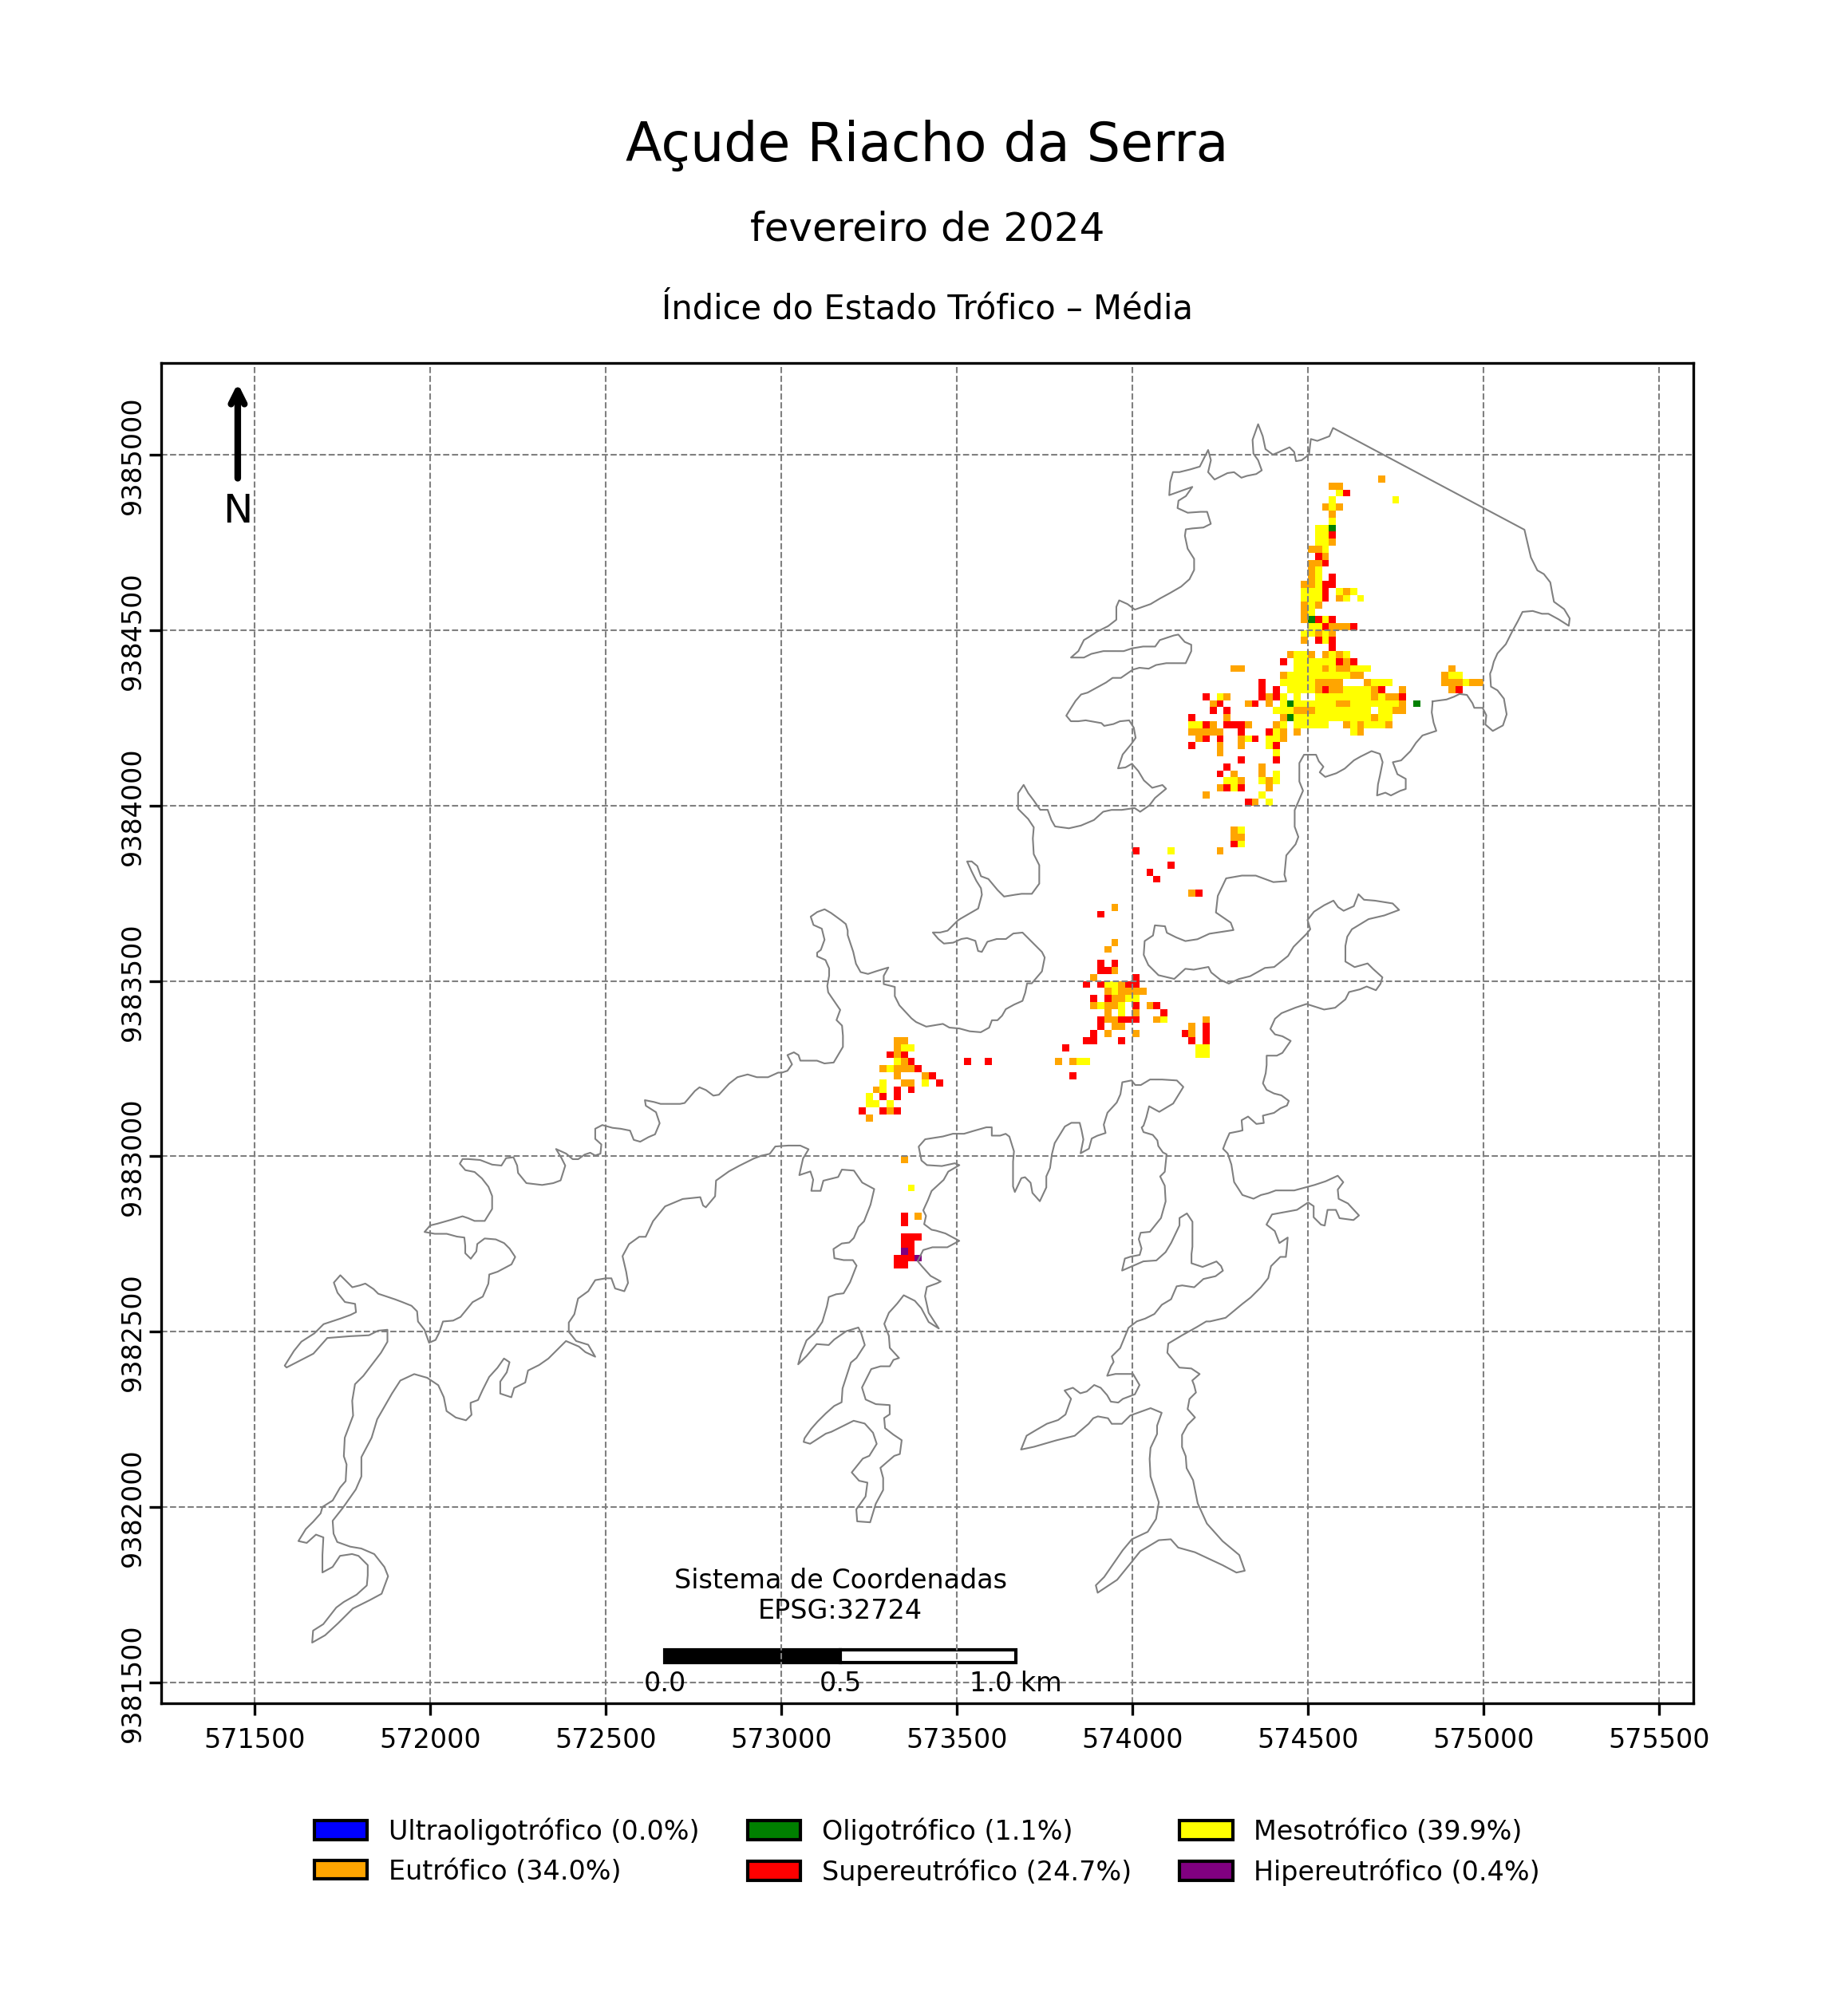 Açude Riacho da Serra
fevereiro de 2024
Índice do Estado Trófico – Média
N
9385000
9384500
9384000
9383500
9383000
9382500
9382000
9381500
Sistema de Coordenadas
EPSG:32724
0.0 0.5 1.0 km
571500 572000 572500 573000 573500 574000 574500 575000 575500
Ultraoligotrófico (0.0%) Oligotrófico (1.1%) Mesotrófico (39.9%)
Eutrófico (34.0%) Supereutrófico (24.7%) Hipereutrófico (0.4%)